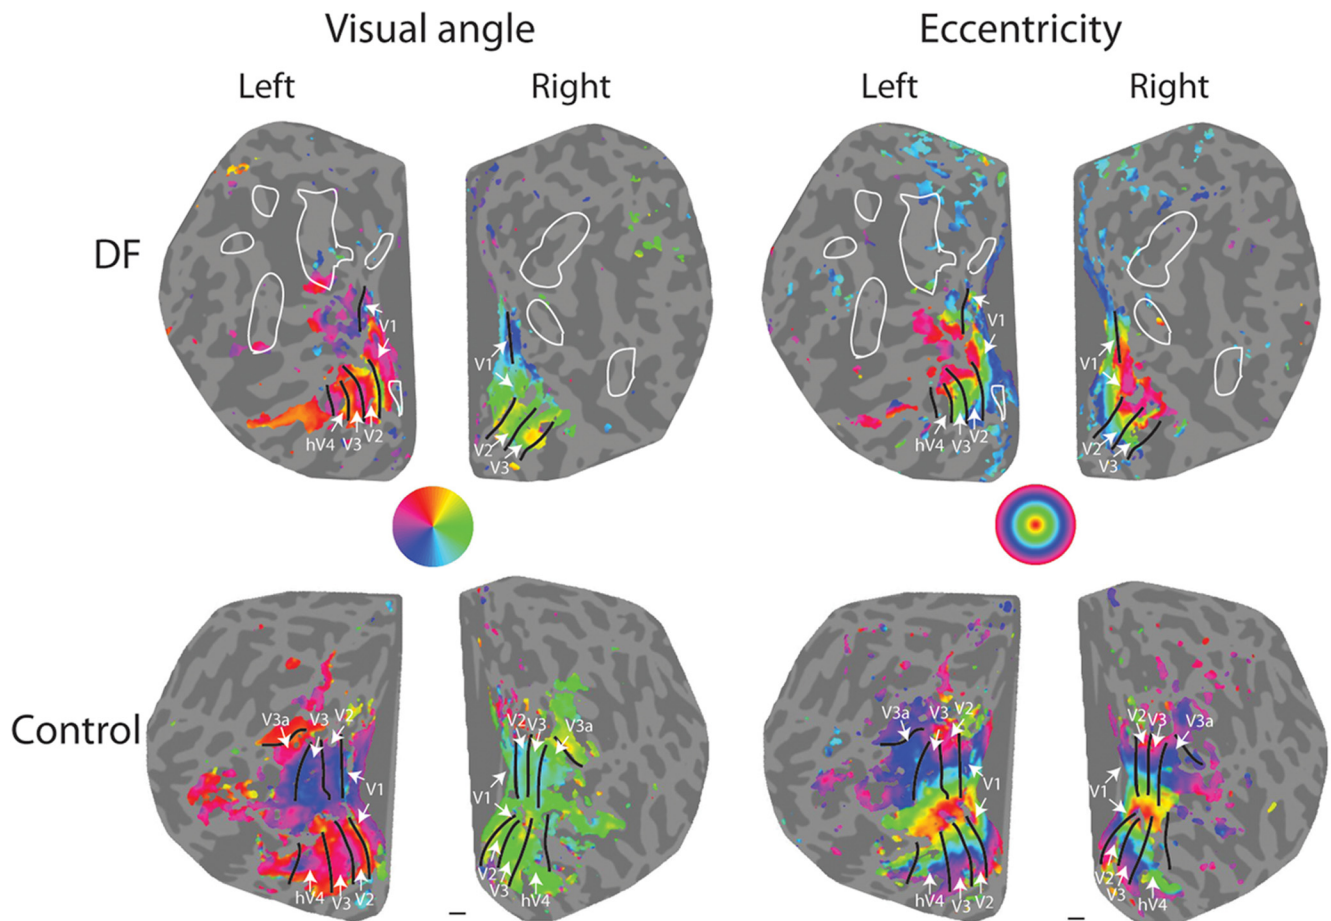 Visual angle
Eccentricity
Left
Right
Left
Right
DF
V1
hV4
V3
V2
V1
V2
V3
V1
hV4
V3
V2
V1
V2
V3
Control
V3a
V3
V2
V1
hV4
V3
V2
V2
V3
V3a
V1
V2
V3
hV4
V3a
V3
V2
V1
hV4
V3
V2
V2
V3
V3a
V1
V2
V3
hV4